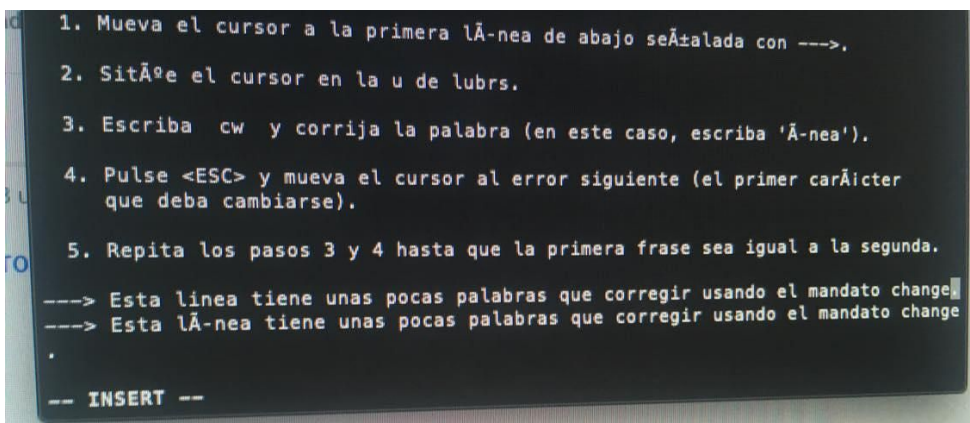 1. Mueva el cursor a la primera lÃ-nea de abajo seÃ±alada con --->.
2. SitÃºe el cursor en la u de lubrs.
3. Escriba  cw  y corrija la palabra (en este caso, escriba 'Ã-nea').
4. Pulse <ESC> y mueva el cursor al error siguiente (el primer carÃ¡cter
que deba cambiarse).
5. Repita los pasos 3 y 4 hasta que la primera frase sea igual a la segunda.
---> Esta linea tiene unas pocas palabras que corregir usando el mandato change.
---> Esta lÃ-nea tiene unas pocas palabras que corregir usando el mandato change
.
-- INSERT --